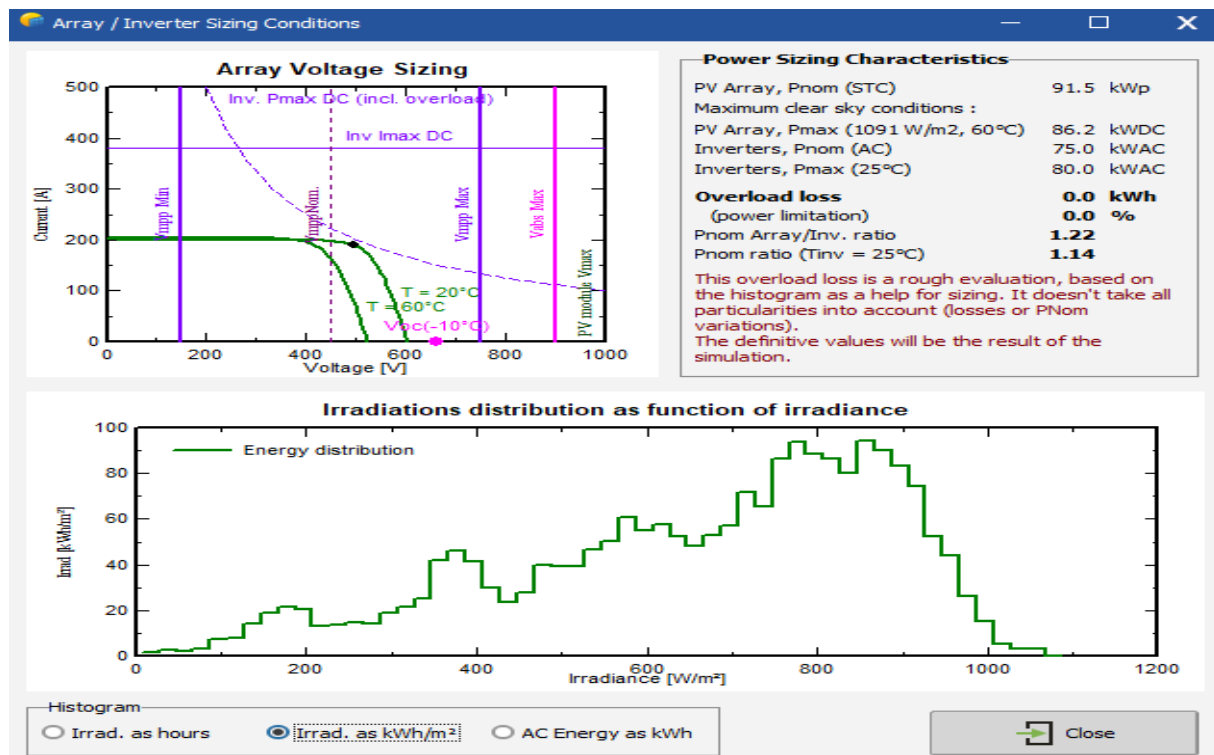 Array / Inverter Sizing Conditions
Array Voltage Sizing
500
400
300
200
100
0
Current [A]
Inv. Pmax DC (incl. overload)
Inv Imax DC
Vmpp Min
VmppNom.
Vmpp Max
Vabs Max
PV module Vmax
T = 20°C
T = 60°C
Voc(-10°C)
0 200 400 600 800 1000
Voltage [V]
Power Sizing Characteristics
PV Array, Pnom (STC) 91.5 kWp
Maximum clear sky conditions :
PV Array, Pmax (1091 W/m2, 60°C) 86.2 kWDC
Inverters, Pnom (AC) 75.0 kWAC
Inverters, Pmax (25°C) 80.0 kWAC
Overload loss 0.0 kWh
(power limitation) 0.0 %
Pnom Array/Inv. ratio 1.22
Pnom ratio (Tinv = 25°C) 1.14
This overload loss is a rough evaluation, based on
the histogram as a help for sizing. It doesn't take all
particularities into account (losses or PNom
variations).
The definitive values will be the result of the
simulation.
Irradiations distribution as function of irradiance
100
80
60
40
20
0
Irrad [kWh/m²]
Energy distribution
0 200 400 600 800 1000 1200
Irradiance [W/m²]
Histogram
Irrad. as hours
Irrad. as kWh/m²
AC Energy as kWh
Close